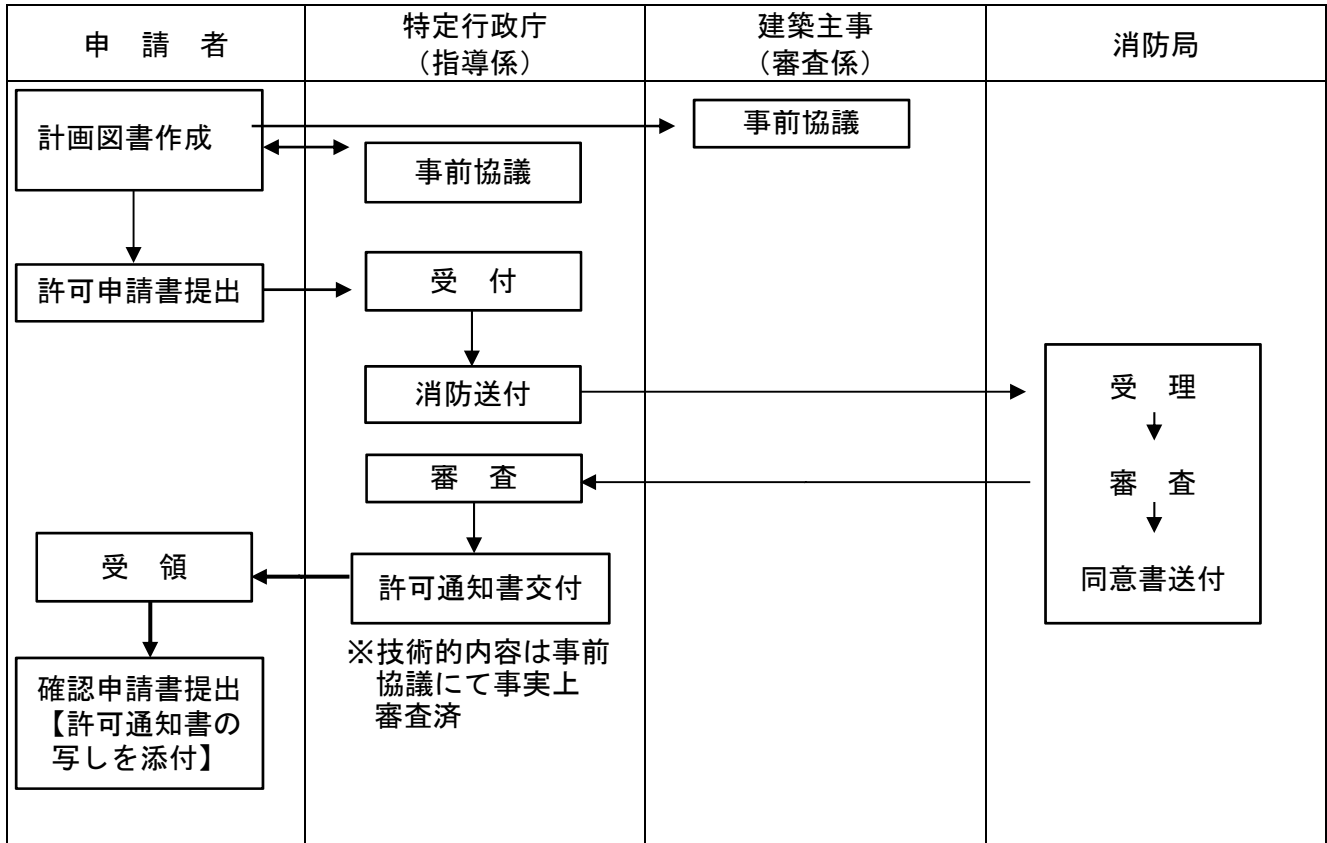 申 請 者
特定行政庁
（指導係）
建築主事
（審査係）
消防局
計画図書作成
事前協議
事前協議
許可申請書提出
受 付
消防送付
受 理
審 査
審 査
同意書送付
受 領
許可通知書交付
※技術的内容は事前
協議にて事実上
審査済
確認申請書提出
【許可通知書の
写しを添付】